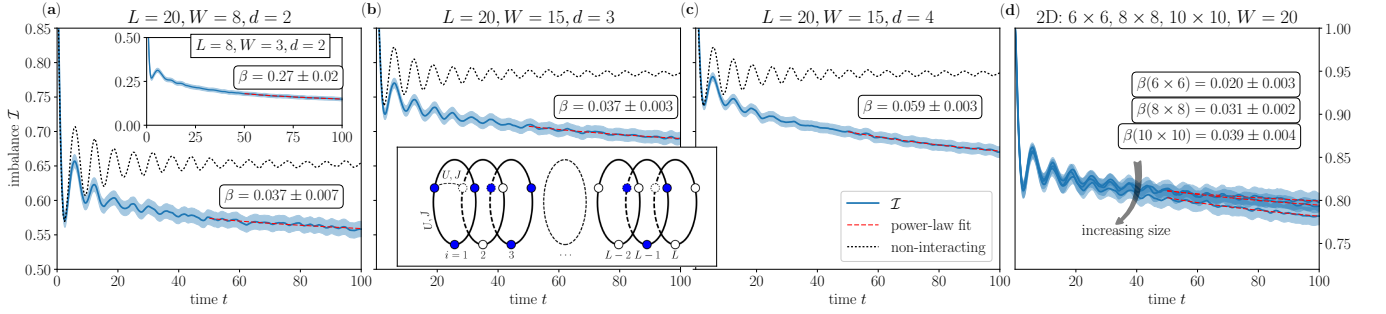 (a) L = 20, W = 8, d = 2
imbalance 𝓘
0.85
0.80
0.75
0.70
0.65
0.60
0.55
0.50
0.50
0.25
0.00
L = 8, W = 3, d = 2
β = 0.27 ± 0.02
0 25 50 75 100
β = 0.037 ± 0.007
0 20 40 60 80 100
time t
(b) L = 20, W = 15, d = 3
β = 0.037 ± 0.003
U, J
U, J
i = 1 2 3 ... L − 2 L − 1 L
20 40 60 80 100
time t
(c) L = 20, W = 15, d = 4
β = 0.059 ± 0.003
𝓘
power-law fit
non-interacting
20 40 60 80 100
time t
(d) 2D: 6 × 6, 8 × 8, 10 × 10, W = 20
β(6 × 6) = 0.020 ± 0.003
β(8 × 8) = 0.031 ± 0.002
β(10 × 10) = 0.039 ± 0.004
increasing size
1.00
0.95
0.90
0.85
0.80
0.75
0 20 40 60 80 100
time t